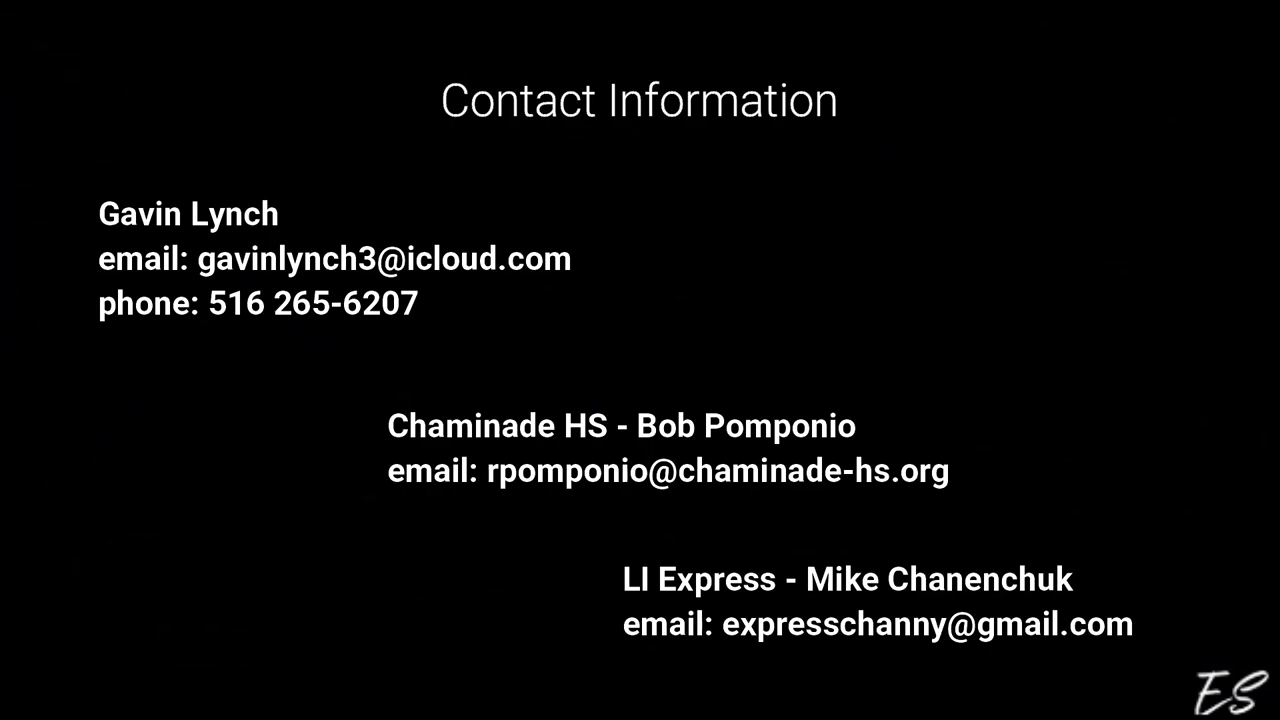 Contact Information
Gavin Lynch
email: gavinlynch3@icloud.com
phone: 516 265-6207
Chaminade HS - Bob Pomponio
email: rpomponio@chaminade-hs.org
LI Express - Mike Chanenchuk
email: expresschanny@gmail.com
ES